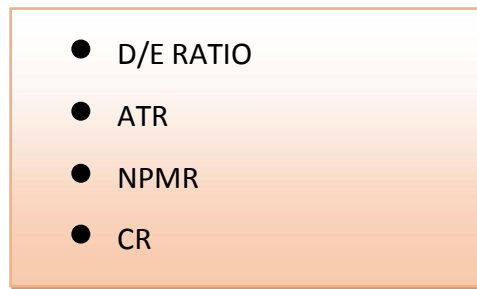 ● D/E RATIO
● ATR
● NPMR
● CR